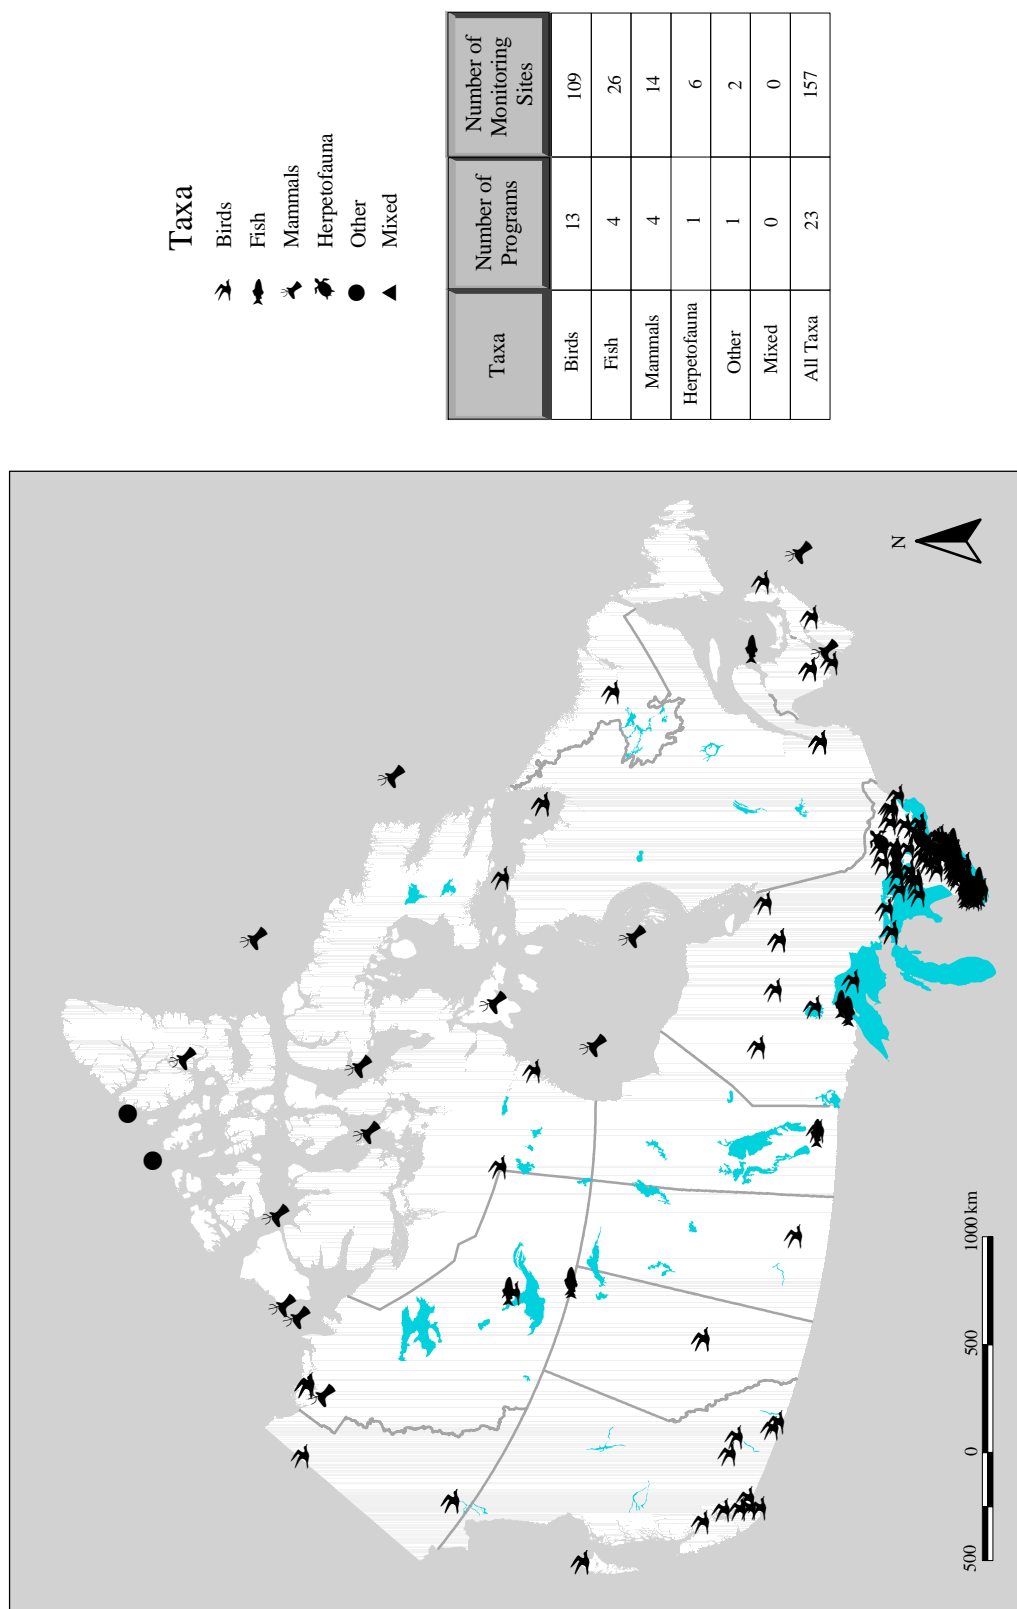 N
500
0
500
1000 km
Taxa
Birds
Fish
Mammals
Herpetofauna
Other
Mixed
Taxa
Number of
Programs
Number of
Monitoring
Sites
Birds
13
109
Fish
4
26
Mammals
4
14
Herpetofauna
1
6
Other
1
2
Mixed
0
0
All Taxa
23
157